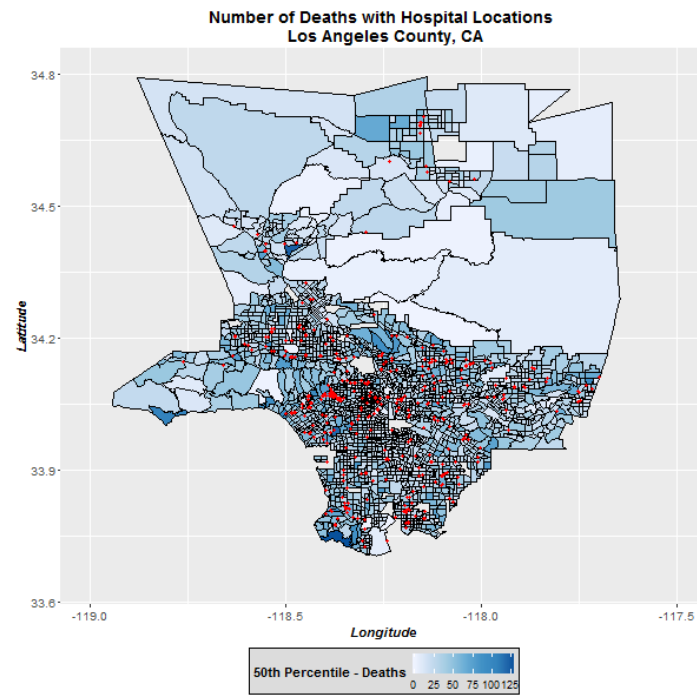 Number of Deaths with Hospital Locations
Los Angeles County, CA
34.8
34.5
34.2
33.9
33.6
Latitude
-119.0 -118.5 -118.0 -117.5
Longitude
50th Percentile - Deaths
0 25 50 75 100 125